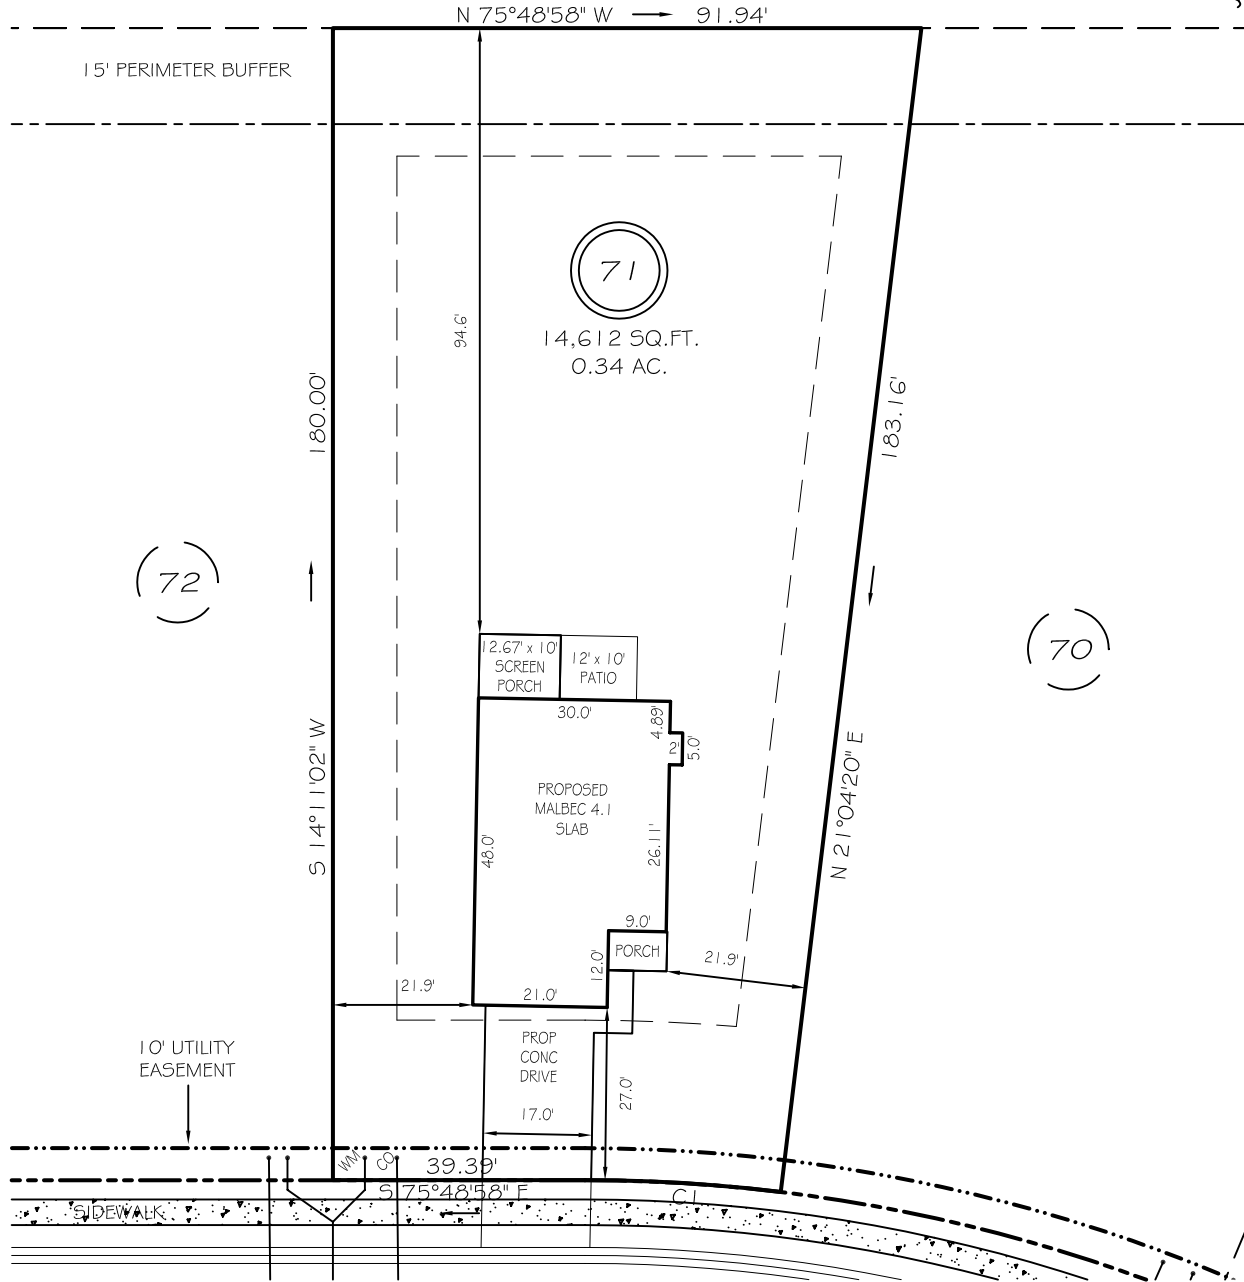 N 75°48'58" W 91.94'
15' PERIMETER BUFFER
71
14,612 SQ.FT.
0.34 AC.
94.6'
180.00'
183.16'
72
70
12.67' x 10'
SCREEN
PORCH
12' x 10'
PATIO
30.0'
4.89'
2'
5.0'
S 14°11'02" W
N 21°04'20" E
PROPOSED
MALBEC 4.1
SLAB
48.0'
26.11'
9.0'
PORCH
12.0'
21.9'
21.9'
21.0'
10' UTILITY
EASEMENT
PROP
CONC
DRIVE
27.0'
17.0'
WM
CO
39.39'
S 75°48'58" E
C1
SIDEWALK